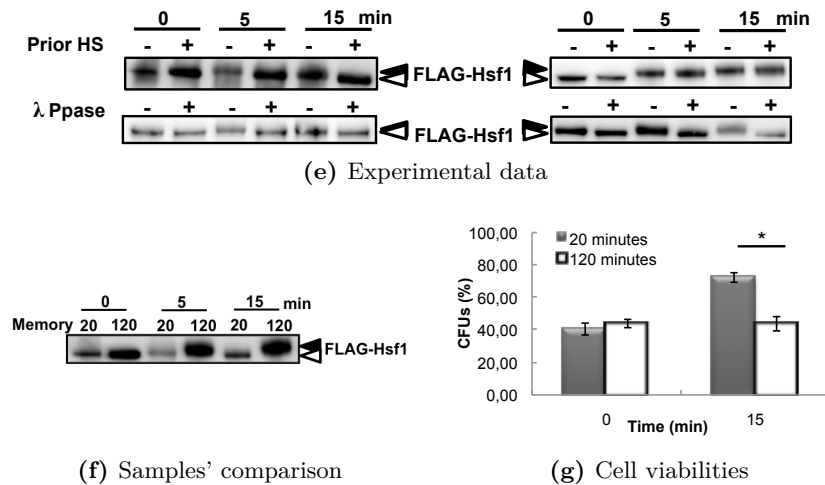 0 5 15 min
Prior HS - + - + - + FLAG-Hsf1
λ Ppase - + - + - + FLAG-Hsf1
0 5 15 min
- + - + - +
- + - + - +
(e) Experimental data
0 5 15 min
Memory 20 120 20 120 20 120
FLAG-Hsf1
(f) Samples' comparison
100,00
80,00
60,00
40,00
20,00
0,00
CFUs (%)
20 minutes
120 minutes
*
0 Time (min) 15
(g) Cell viabilities